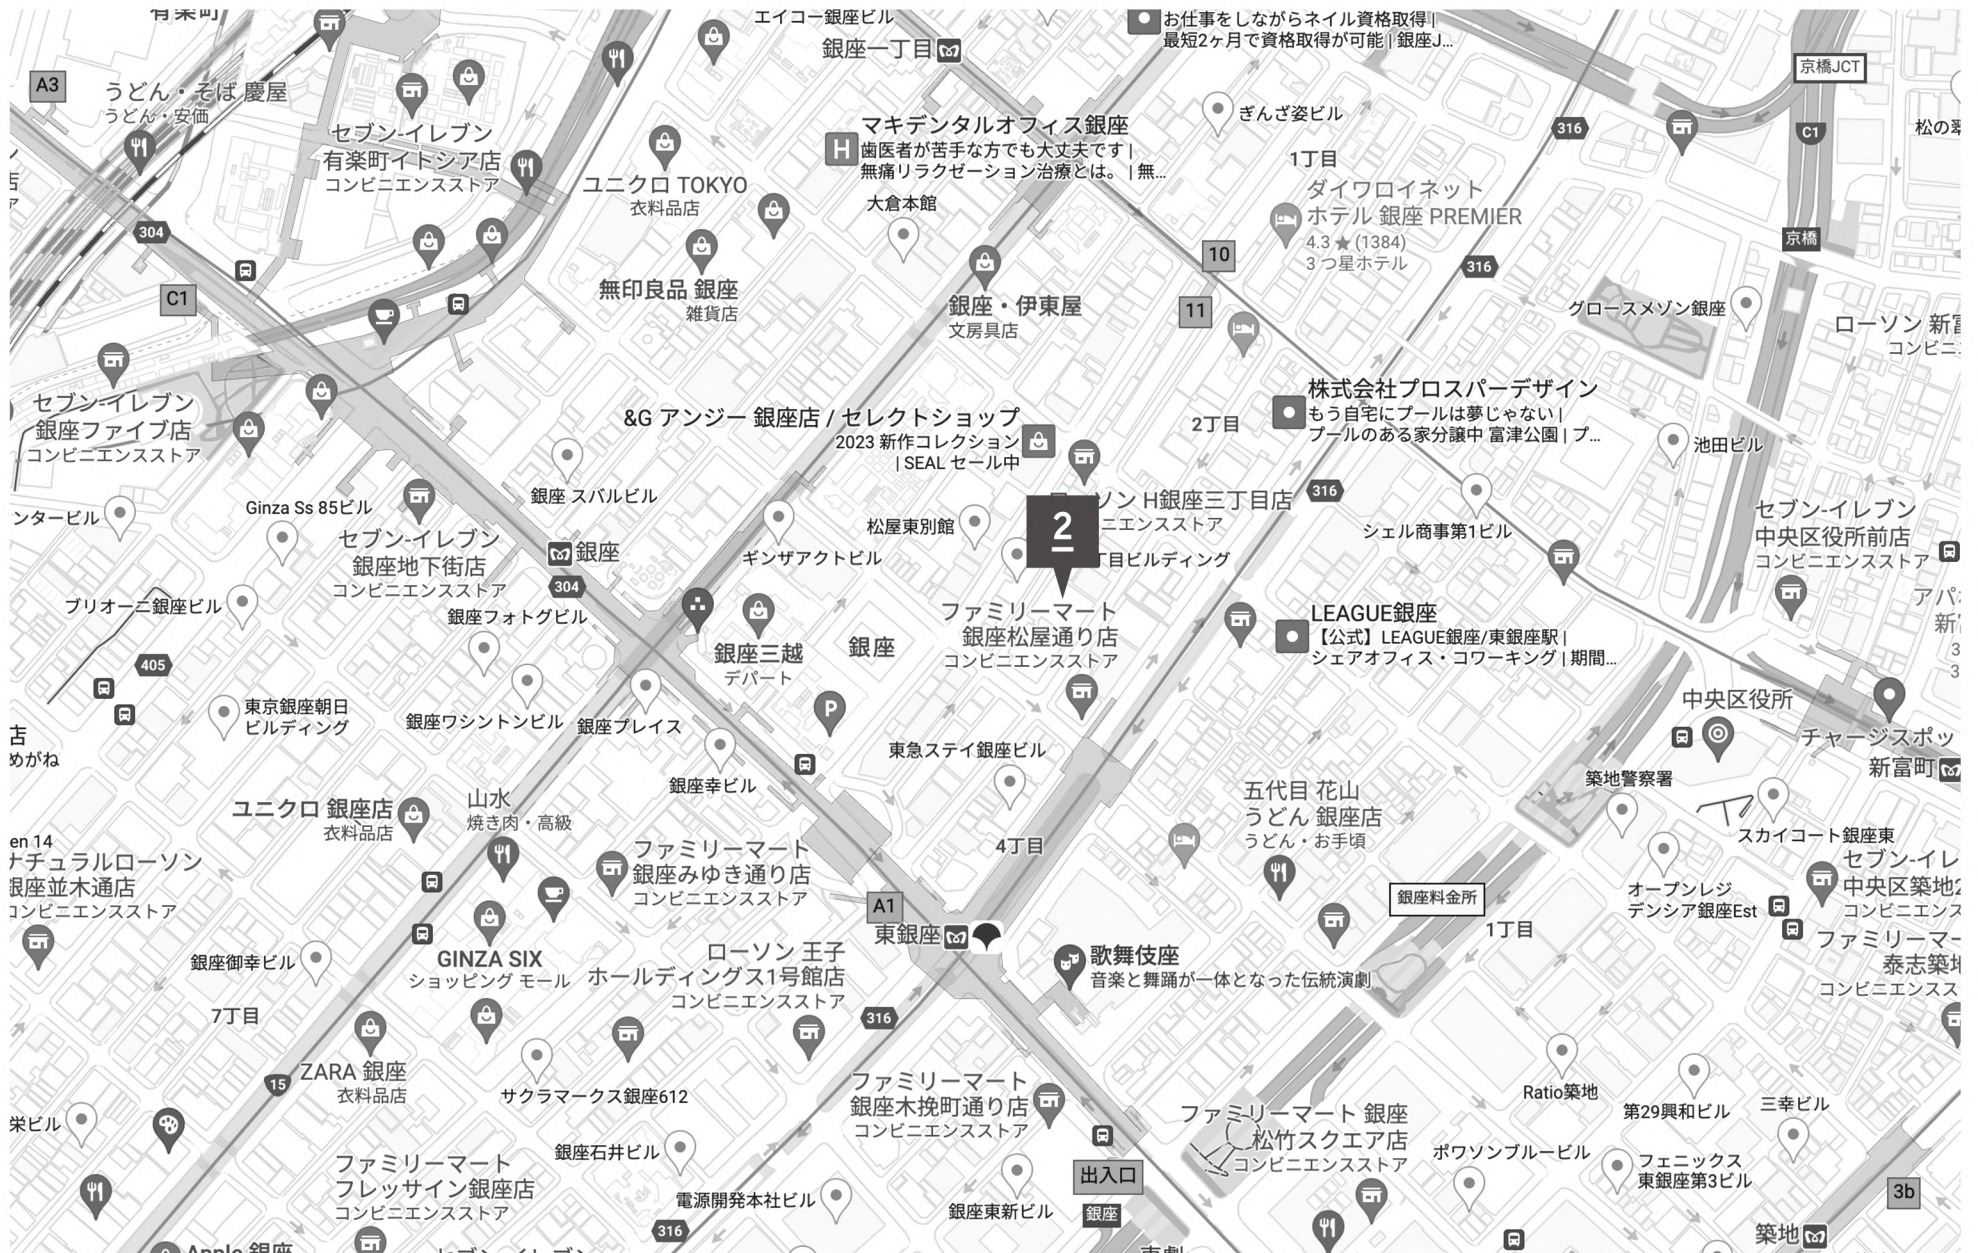 有楽町
エイコー銀座ビル
銀座一丁目
お仕事をしながらネイル資格取得 |
最短2ヶ月で資格取得が可能 | 銀座J...
京橋JCT
A3
うどん・そば 慶屋
うどん・安価
セブン-イレブン
有楽町イトシア店
コンビニエンスストア
H
マキデンタルオフィス銀座
歯医者が苦手な方でも大丈夫です |
無痛リラクゼーション治療とは。 | 無...
ぎんざ姿ビル
316
C1
松の翠
1丁目
ユニクロ TOKYO
衣料品店
大倉本館
ダイワロイネット
ホテル 銀座 PREMIER
4.3 ★ (1384)
3 つ星ホテル
304
10
316
京橋
C1
無印良品 銀座
雑貨店
銀座・伊東屋
文房具店
11
グロースメゾン銀座
ローソン 新富
コンビニ
セブン-イレブン
銀座ファイブ店
コンビニエンスストア
&G アンジー 銀座店 / セレクトショップ
2023 新作コレクション
| SEAL セール中
2丁目
株式会社プロスパーデザイン
もう自宅にプールは夢じゃない |
プールのある家分譲中 富津公園 | プ...
池田ビル
銀座 スバルビル
Ginza Ss 85ビル
ンタービル
セブン-イレブン
銀座地下街店
コンビニエンスストア
銀座
304
ギンザアクトビル
松屋東別館
2
ソン H銀座三丁目店
ニエンスストア
丁目ビルディング
316
シェル商事第1ビル
セブン-イレブン
中央区役所前店
コンビニエンスストア
ブリオーニ銀座ビル
銀座フォトグビル
銀座三越
デパート
銀座
ファミリーマート
銀座松屋通り店
コンビニエンスストア
LEAGUE銀座
【公式】LEAGUE銀座/東銀座駅 |
シェアオフィス・コワーキング | 期間...
アパ
新
405
東京銀座朝日
ビルディング
銀座ワシントンビル
銀座プレイス
P
中央区役所
チャージスポッ
新富町
店
めがね
銀座幸ビル
東急ステイ銀座ビル
築地警察署
ユニクロ 銀座店
衣料品店
山水
焼き肉・高級
五代目 花山
うどん 銀座店
うどん・お手頃
スカイコート銀座東
en 14
ナチュラルローソン
銀座並木通店
コンビニエンスストア
ファミリーマート
銀座みゆき通り店
コンビニエンスストア
4丁目
A1
東銀座
銀座料金所
オープンレジ
デンシア銀座Est
セブン-イレ
中央区築地2
コンビニエンス
1丁目
ファミリーマー
泰志築地
コンビニエンスス
銀座御幸ビル
GINZA SIX
ショッピング モール
ローソン 王子
ホールディングス1号館店
コンビニエンスストア
歌舞伎座
音楽と舞踊が一体となった伝統演劇
7丁目
316
15
ZARA 銀座
衣料品店
サクラマークス銀座612
ファミリーマート
銀座木挽町通り店
コンビニエンスストア
ファミリーマート 銀座
松竹スクエア店
コンビニエンスストア
Ratio築地
第29興和ビル
三幸ビル
栄ビル
銀座石井ビル
ファミリーマート
フレッサイン銀座店
コンビニエンスストア
電源開発本社ビル
316
銀座東新ビル
出入口
銀座
ポワソンブルービル
フェニックス
東銀座第3ビル
3b
築地
Apple 銀座
セブン-イレブン
東劇